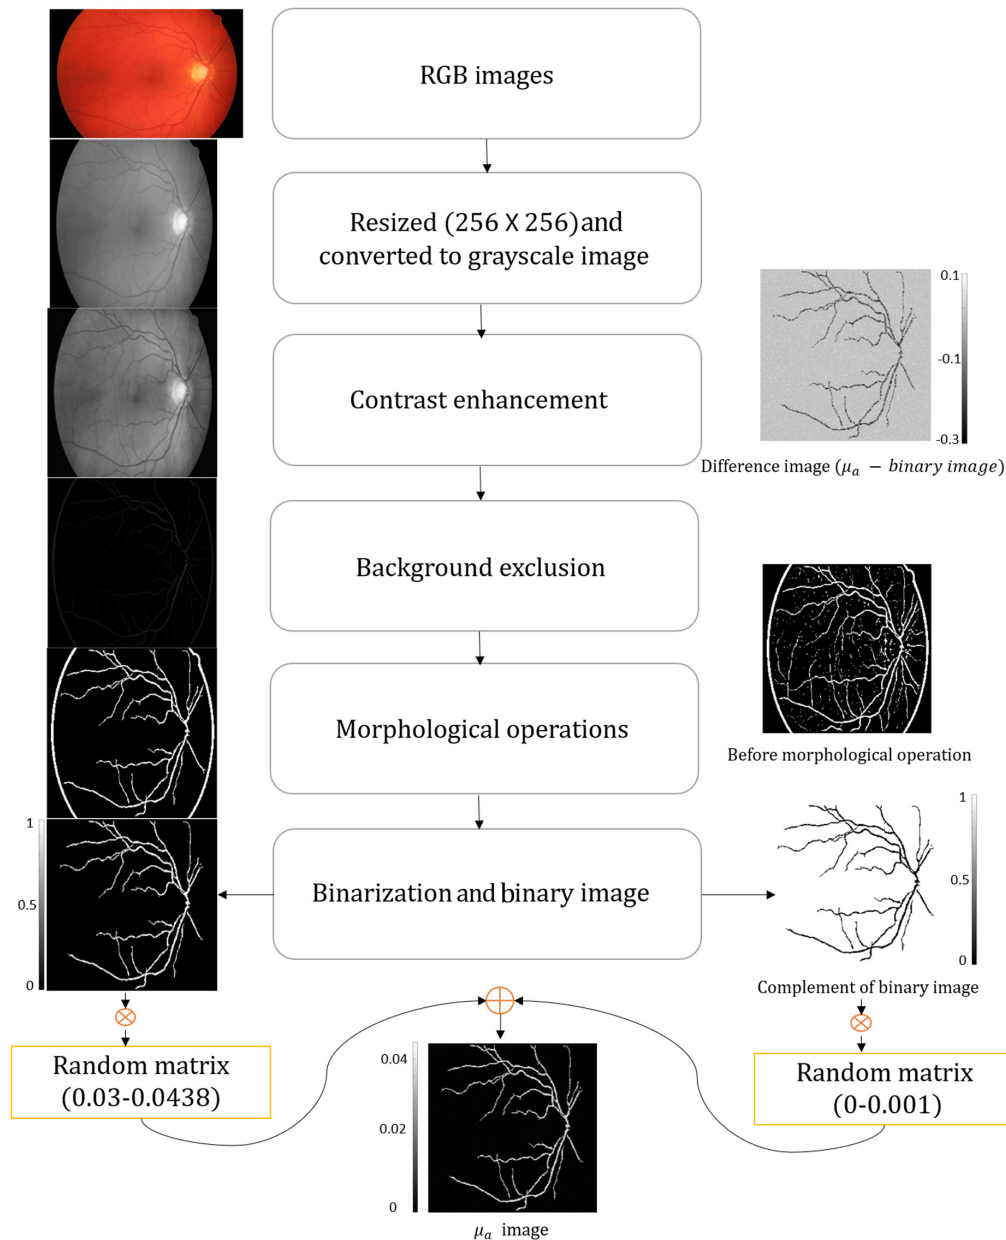 RGB images
Resized (256 X 256) and
converted to grayscale image
Contrast enhancement
0.1
-0.1
-0.3
Difference image (μₐ − binary image)
Background exclusion
Morphological operations
Before morphological operation
1
0.5
0
Binarization and binary image
1
0.5
0
Complement of binary image
Random matrix
(0.03-0.0438)
0.04
0.02
0
μₐ image
Random matrix
(0-0.001)